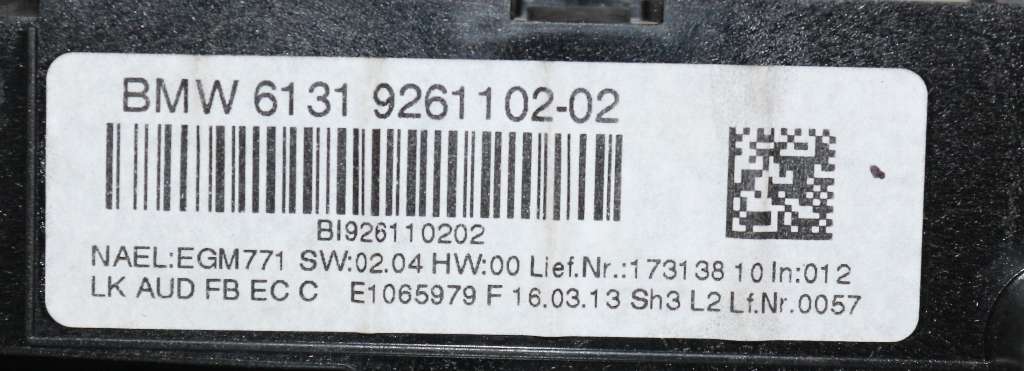 BMW 6131 9261102-02
BI926110202
NAEL:EGM771 SW:02.04 HW:00 Lief.Nr.:173138 10 In:012
LK AUD FB EC C E1065979 F 16.03.13 Sh3 L2 Lf.Nr.0057